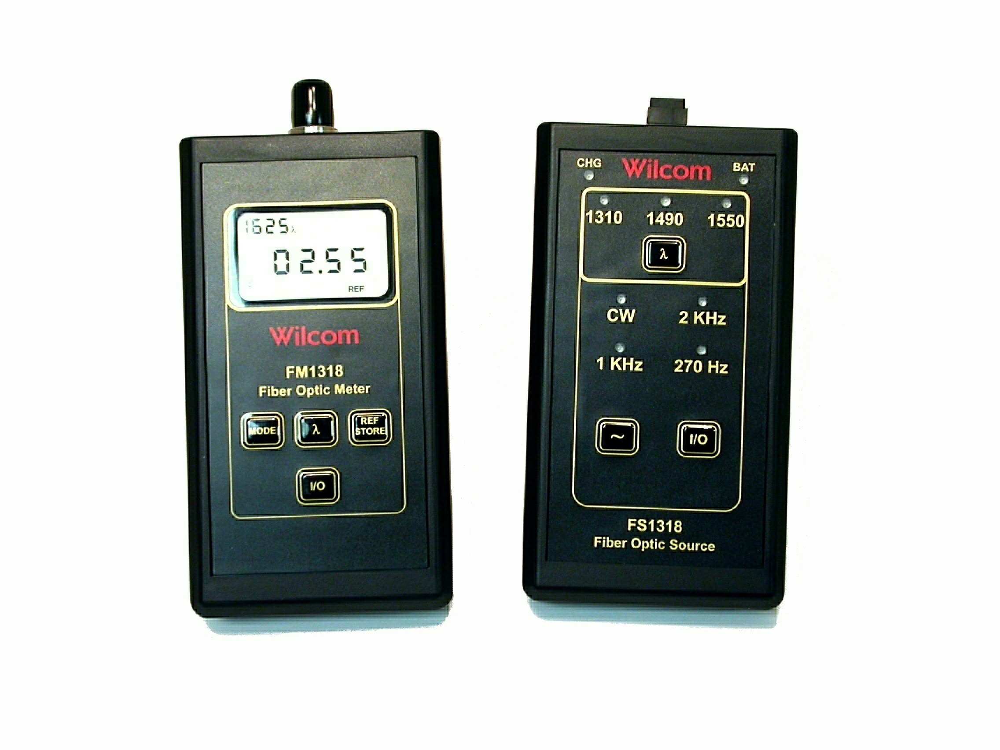 1625λ
02.55
REF
Wilcom
FM1318
Fiber Optic Meter
MODE
λ
REF
STORE
I/O
CHG
Wilcom
BAT
1310 1490 1550
λ
CW 2 KHz
1 KHz 270 Hz
~
I/O
FS1318
Fiber Optic Source